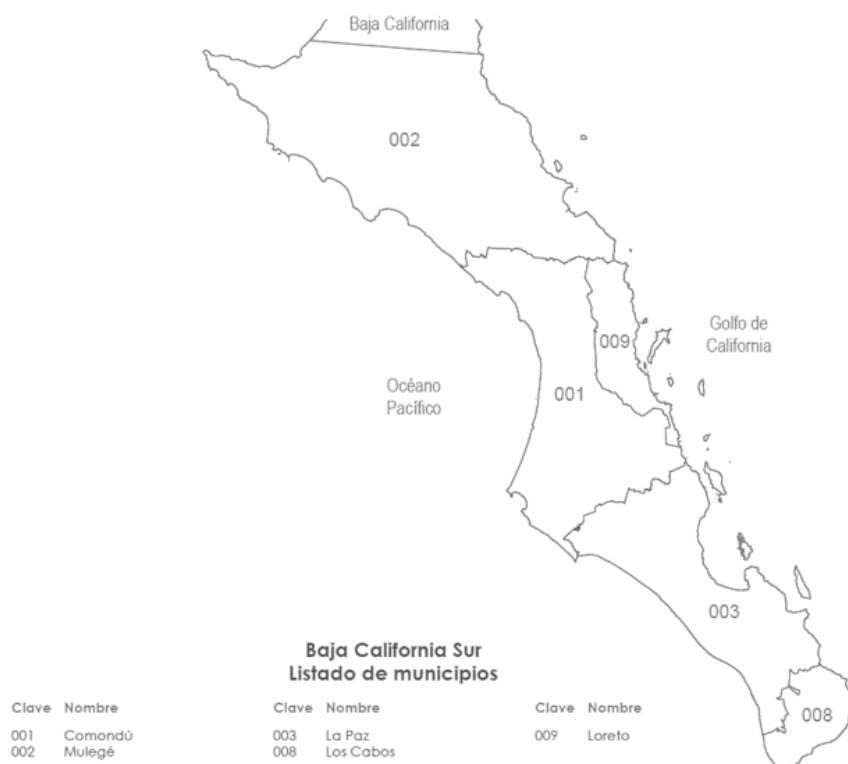 Baja California
002
009
Golfo de
California
Océano
Pacífico
001
003
008
Baja California Sur
Listado de municipios
Clave Nombre
001 Comondú
002 Mulegé
Clave Nombre
003 La Paz
008 Los Cabos
Clave Nombre
009 Loreto